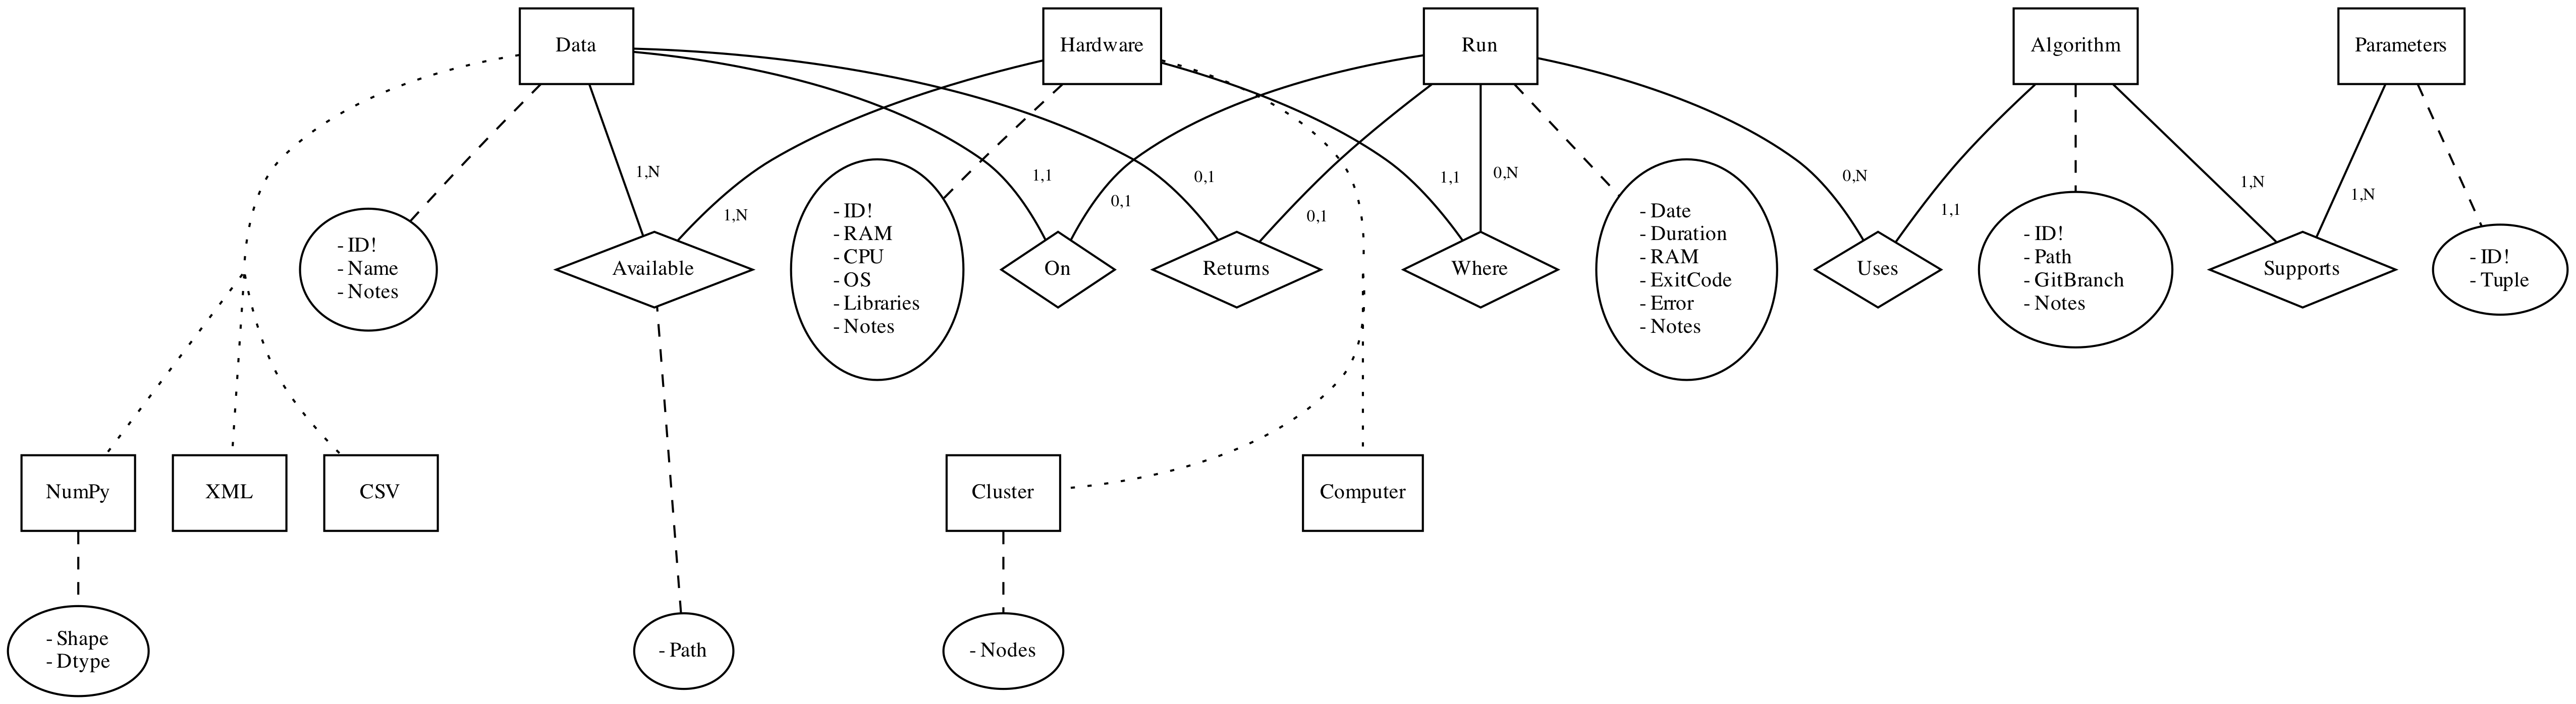 Data
Hardware
Run
Algorithm
Parameters
1,N
1,N
1,1
0,1
0,1
0,1
1,1
0,N
0,N
1,1
1,N
1,N
- ID!
- Name
- Notes
Available
- ID!
- RAM
- CPU
- OS
- Libraries
- Notes
On
Returns
Where
- Date
- Duration
- RAM
- ExitCode
- Error
- Notes
Uses
- ID!
- Path
- GitBranch
- Notes
Supports
- ID!
- Tuple
NumPy
XML
CSV
Cluster
Computer
- Shape
- Dtype
- Path
- Nodes